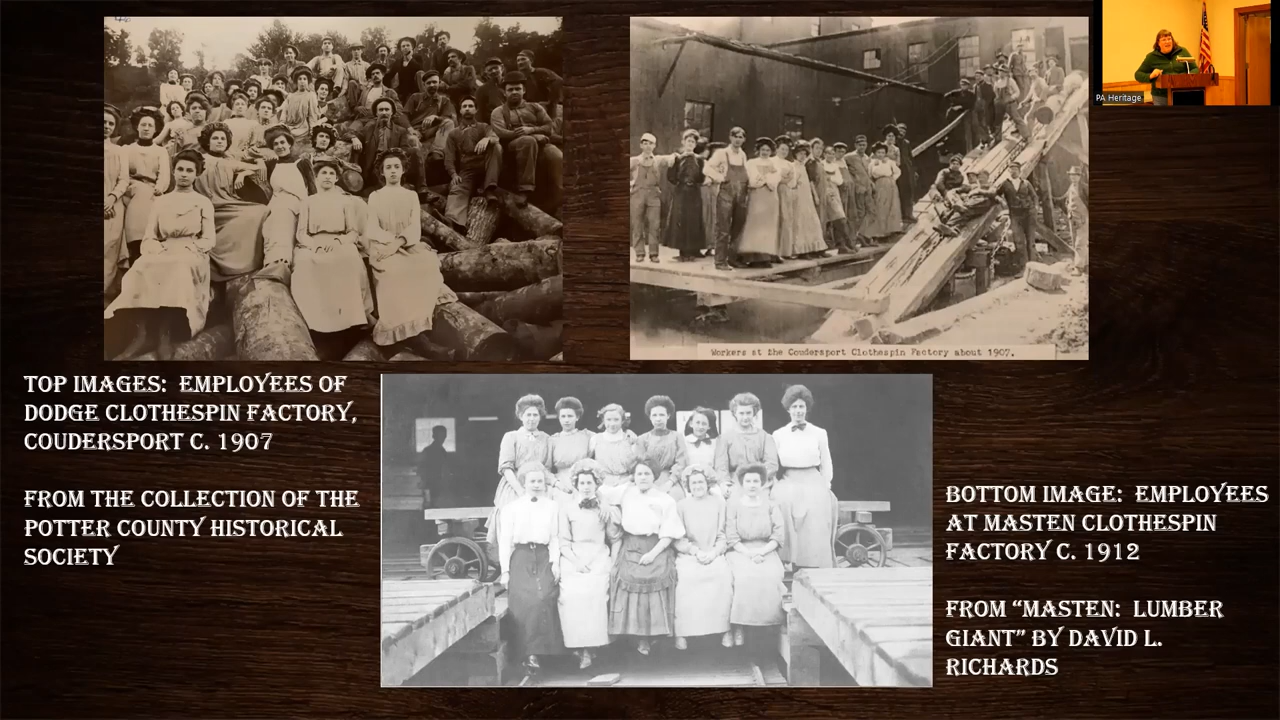 PA Heritage
Workers at the Coudersport Clothespin Factory about 1907.
TOP IMAGES: EMPLOYEES OF
DODGE CLOTHESPIN FACTORY,
COUDERSPORT C. 1907
FROM THE COLLECTION OF THE
POTTER COUNTY HISTORICAL
SOCIETY
BOTTOM IMAGE: EMPLOYEES
AT MASTEN CLOTHESPIN
FACTORY C. 1912
FROM “MASTEN: LUMBER
GIANT” BY DAVID L.
RICHARDS